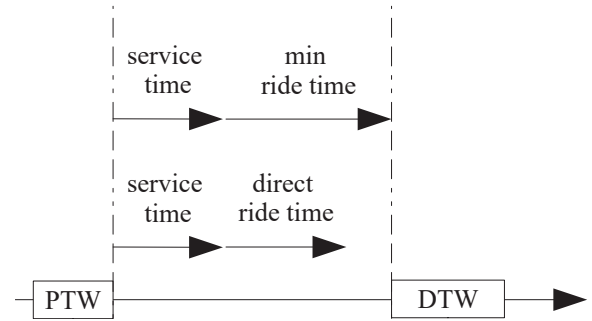 service
time
min
ride time
service
time
direct
ride time
PTW
DTW